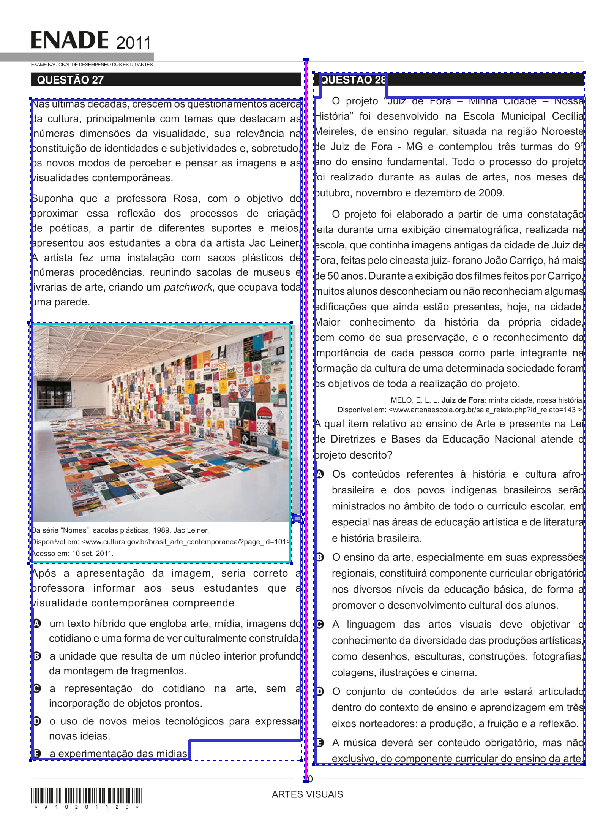 ENADE 2011
EXAME NACIONAL DE DESEMPENHO DOS ESTUDANTES
QUESTÃO 27
Nas últimas décadas, crescem os questionamentos acerca
da cultura, principalmente com temas que destacam as
inúmeras dimensões da visualidade, sua relevância na
constituição de identidades e subjetividades e, sobretudo,
os novos modos de perceber e pensar as imagens e as
visualidades contemporâneas.
Suponha que a professora Rosa, com o objetivo de
aproximar essa reflexão dos processos de criação
de poéticas, a partir de diferentes suportes e meios,
apresentou aos estudantes a obra da artista Jac Leiner.
A artista fez uma instalação com sacos plásticos de
inúmeras procedências, reunindo sacolas de museus e
livrarias de arte, criando um patchwork, que ocupava toda
uma parede.
Da série "Nomes", sacolas plásticas, 1989, Jac Leiner.
Disponível em: <www.cultura.gov.br/brasil_arte_contemporanea/?page_id=101>.
Acesso em: 10 set. 2011.
Após a apresentação da imagem, seria correto a
professora informar aos seus estudantes que a
visualidade contemporânea compreende
A um texto híbrido que engloba arte, mídia, imagens do
cotidiano e uma forma de ver culturalmente construída.
B a unidade que resulta de um núcleo interior profundo
da montagem de fragmentos.
C a representação do cotidiano na arte, sem a
incorporação de objetos prontos.
D o uso de novos meios tecnológicos para expressar
novas ideias.
E a experimentação das mídias.
QUESTÃO 28
O projeto "Juiz de Fora – Minha Cidade – Nossa
História" foi desenvolvido na Escola Municipal Cecília
Meireles, de ensino regular, situada na região Noroeste
de Juiz de Fora - MG e contemplou três turmas do 9º
ano do ensino fundamental. Todo o processo do projeto
foi realizado durante as aulas de artes, nos meses de
outubro, novembro e dezembro de 2009.
O projeto foi elaborado a partir de uma constatação
feita durante uma exibição cinematográfica, realizada na
escola, que continha imagens antigas da cidade de Juiz de
Fora, feitas pelo cineasta juiz- forano João Carriço, há mais
de 50 anos. Durante a exibição dos filmes feitos por Carriço,
muitos alunos desconheciam ou não reconheciam algumas
edificações que ainda estão presentes, hoje, na cidade.
Maior conhecimento da história da própria cidade,
bem como de sua preservação, e o reconhecimento da
importância de cada pessoa como parte integrante na
formação da cultura de uma determinada sociedade foram
os objetivos de toda a realização do projeto.
MELO, E. L. L. Juiz de Fora: minha cidade, nossa história.
Disponível em: <www.artenaescola.org.br/sala_relato.php?id_relato=143 >.
A qual item relativo ao ensino de Arte e presente na Lei
de Diretrizes e Bases da Educação Nacional atende o
projeto descrito?
A Os conteúdos referentes à história e cultura afro-
brasileira e dos povos indígenas brasileiros serão
ministrados no âmbito de todo o currículo escolar, em
especial nas áreas de educação artística e de literatura
e história brasileira.
B O ensino da arte, especialmente em suas expressões
regionais, constituirá componente curricular obrigatório
nos diversos níveis da educação básica, de forma a
promover o desenvolvimento cultural dos alunos.
C A linguagem das artes visuais deve objetivar o
conhecimento da diversidade das produções artísticas,
como desenhos, esculturas, construções, fotografias,
colagens, ilustrações e cinema.
D O conjunto de conteúdos de arte estará articulado
dentro do contexto de ensino e aprendizagem em três
eixos norteadores: a produção, a fruição e a reflexão.
E A música deverá ser conteúdo obrigatório, mas não
exclusivo, do componente curricular do ensino da arte.
ARTES VISUAIS